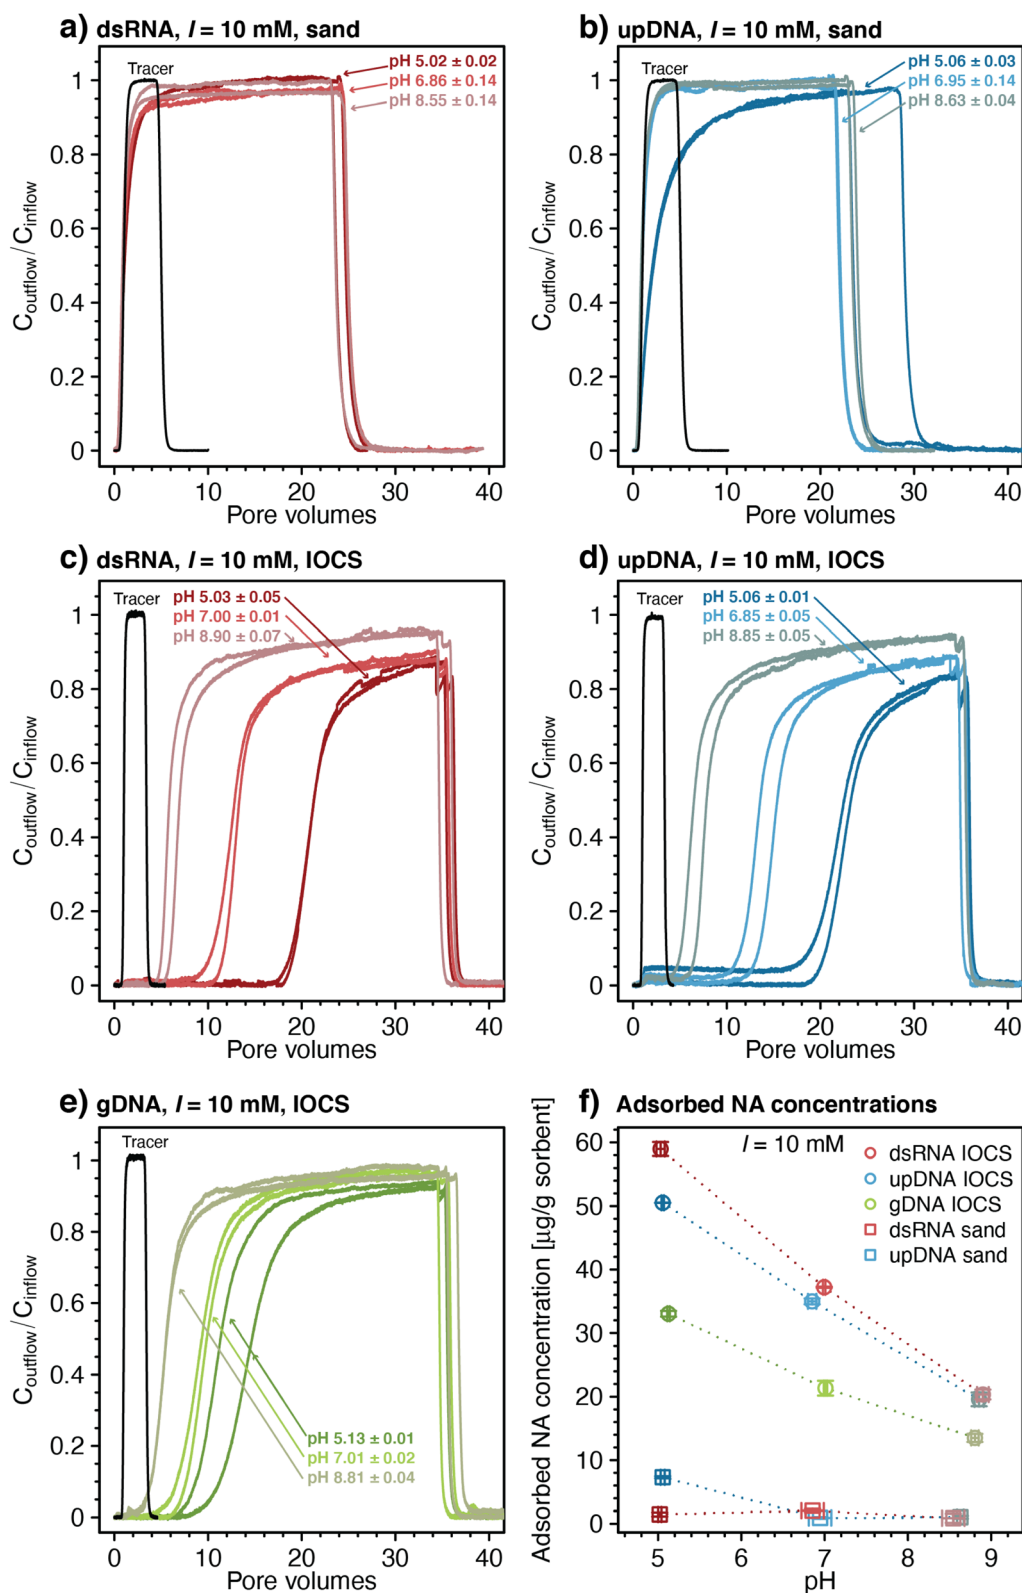 a) dsRNA, I = 10 mM, sand
Tracer
pH 5.02 ± 0.02
pH 6.86 ± 0.14
pH 8.55 ± 0.14
1
0.8
0.6
0.4
0.2
0
C_outflow/C_inflow
0 10 20 30 40
Pore volumes
b) upDNA, I = 10 mM, sand
Tracer
pH 5.06 ± 0.03
pH 6.95 ± 0.14
pH 8.63 ± 0.04
1
0.8
0.6
0.4
0.2
0
C_outflow/C_inflow
0 10 20 30 40
Pore volumes
c) dsRNA, I = 10 mM, IOCS
Tracer
pH 5.03 ± 0.05
pH 7.00 ± 0.01
pH 8.90 ± 0.07
1
0.8
0.6
0.4
0.2
0
C_outflow/C_inflow
0 10 20 30 40
Pore volumes
d) upDNA, I = 10 mM, IOCS
Tracer
pH 5.06 ± 0.01
pH 6.85 ± 0.05
pH 8.85 ± 0.05
1
0.8
0.6
0.4
0.2
0
C_outflow/C_inflow
0 10 20 30 40
Pore volumes
e) gDNA, I = 10 mM, IOCS
Tracer
1
0.8
0.6
0.4
0.2
0
pH 5.13 ± 0.01
pH 7.01 ± 0.02
pH 8.81 ± 0.04
C_outflow/C_inflow
0 10 20 30 40
Pore volumes
f) Adsorbed NA concentrations
I = 10 mM
dsRNA IOCS
upDNA IOCS
gDNA IOCS
dsRNA sand
upDNA sand
60
50
40
30
20
10
0
Adsorbed NA concentration [µg/g sorbent]
5 6 7 8 9
pH